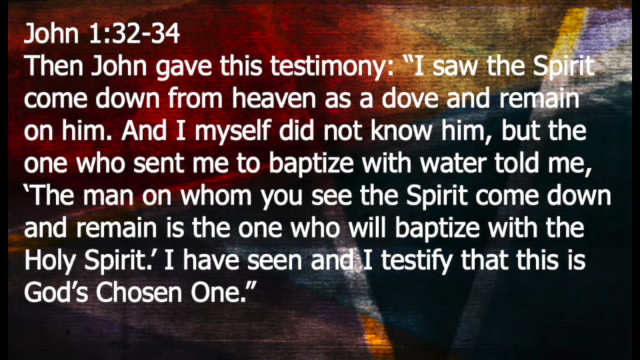 John 1:32-34
Then John gave this testimony: “I saw the Spirit
come down from heaven as a dove and remain
on him. And I myself did not know him, but the
one who sent me to baptize with water told me,
‘The man on whom you see the Spirit come down
and remain is the one who will baptize with the
Holy Spirit.’ I have seen and I testify that this is
God’s Chosen One.”